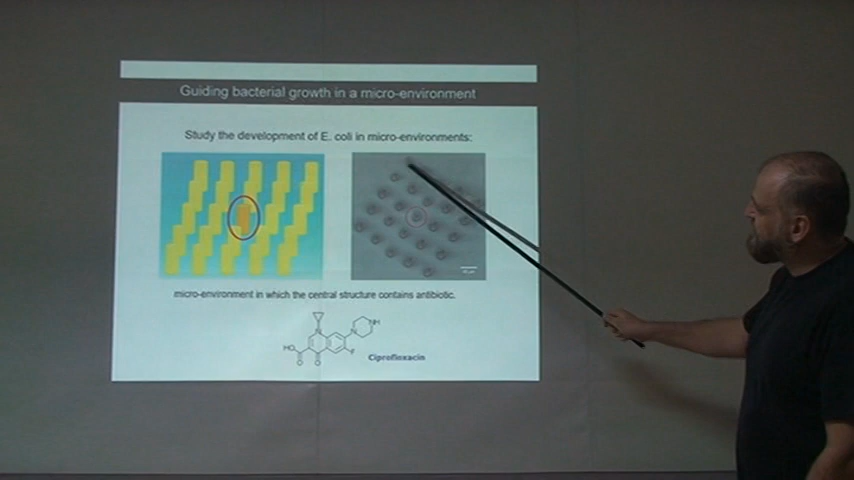 Guiding bacterial growth in a micro-environment
Study the development of E. coli in micro-environments:
micro-environment in which the central structure contains antibiotic.
NH
N
N
HO
O
O
F
Ciprofloxacin